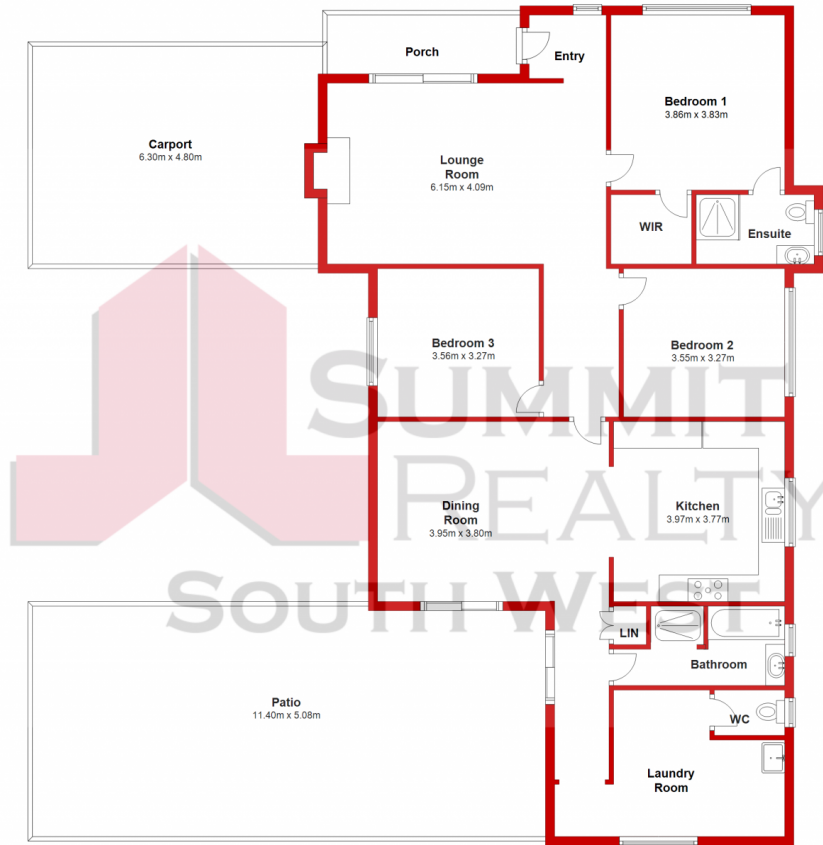 Porch
Entry
Bedroom 1
3.86m x 3.83m
Carport
6.30m x 4.80m
Lounge
Room
6.15m x 4.09m
WIR
Ensuite
Bedroom 3
3.56m x 3.27m
Bedroom 2
3.55m x 3.27m
SUMMIT
REALTY
SOUTH WEST
Dining
Room
3.95m x 3.80m
Kitchen
3.97m x 3.77m
LIN
Bathroom
Patio
11.40m x 5.08m
WC
Laundry
Room